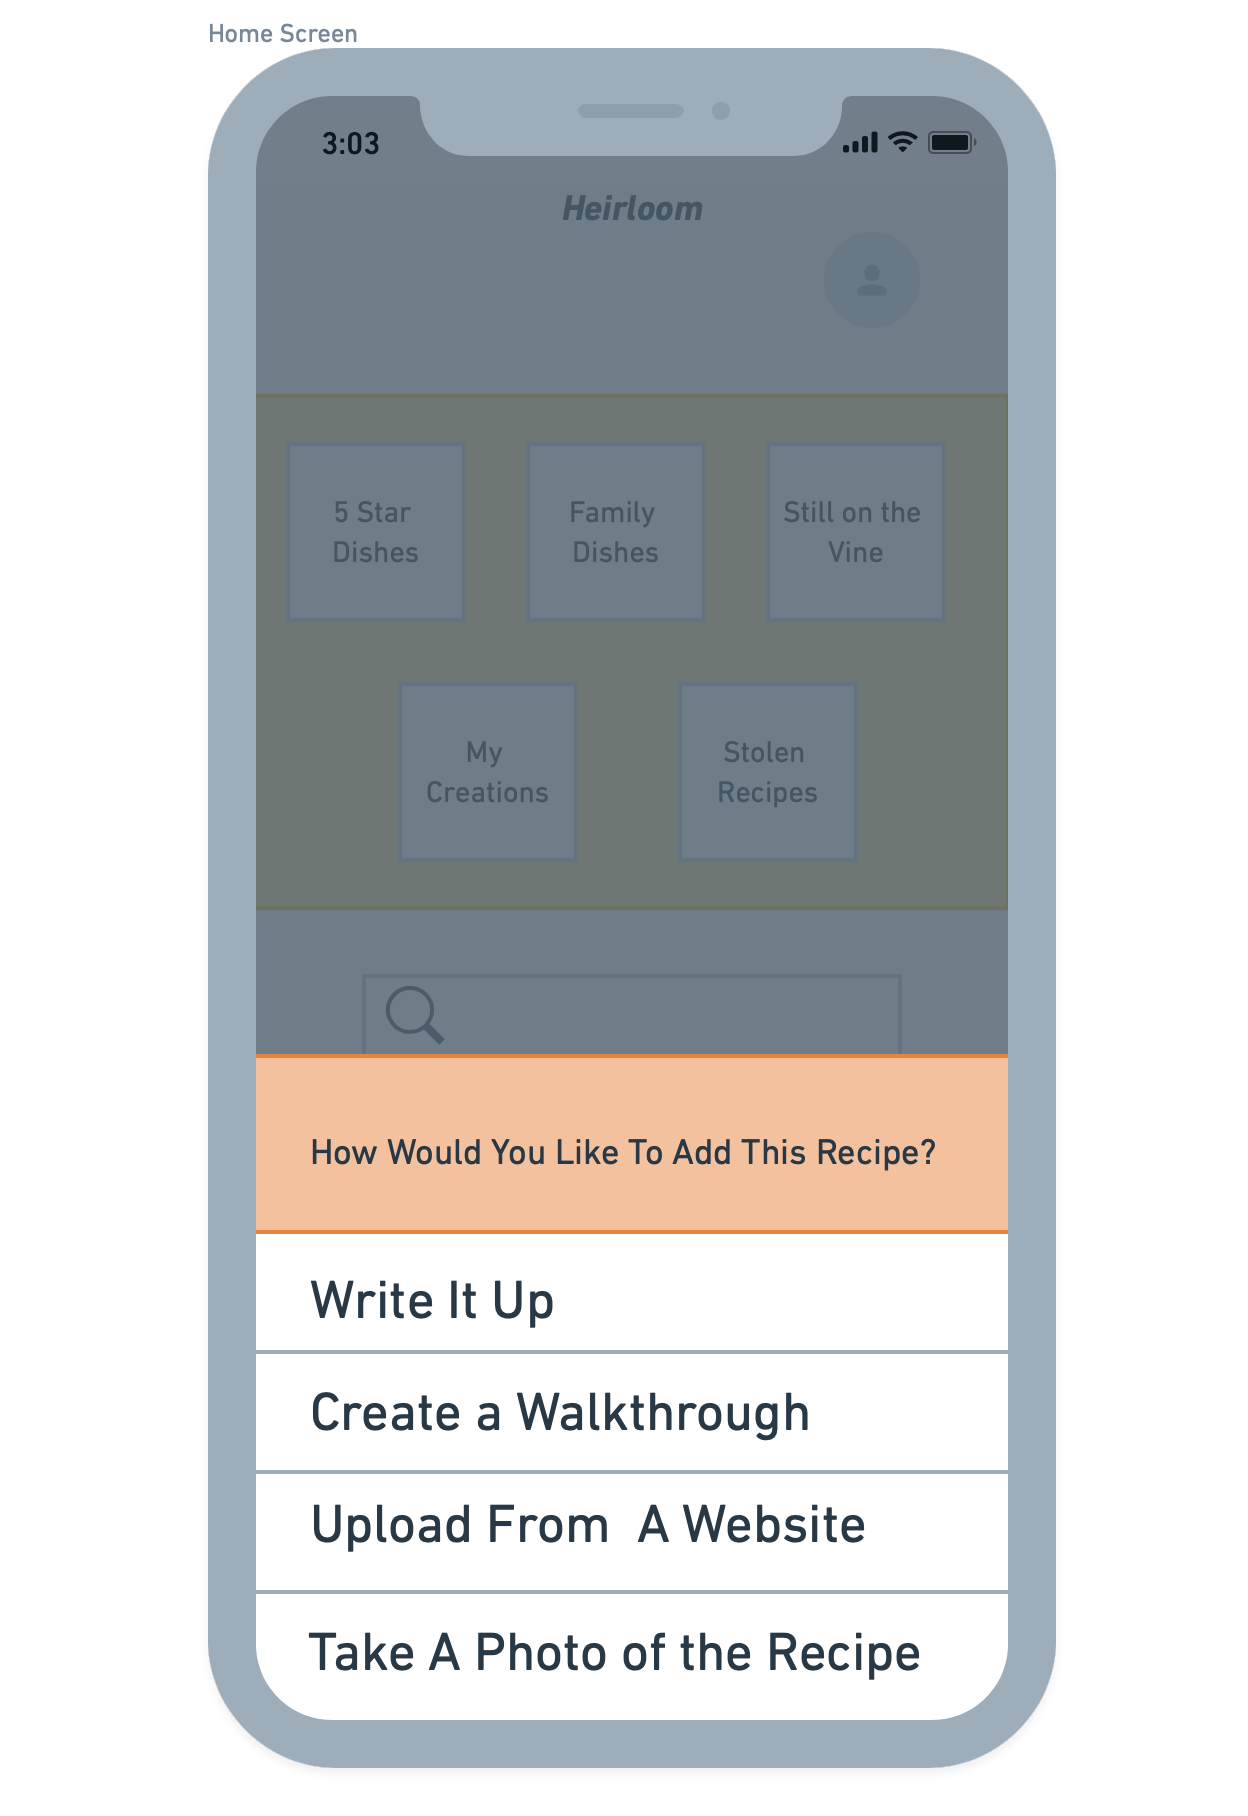 Home Screen
3:03
Heirloom
5 Star
Dishes
Family
Dishes
Still on the
Vine
My
Creations
Stolen
Recipes
How Would You Like To Add This Recipe?
Write It Up
Create a Walkthrough
Upload From  A Website
Take A Photo of the Recipe